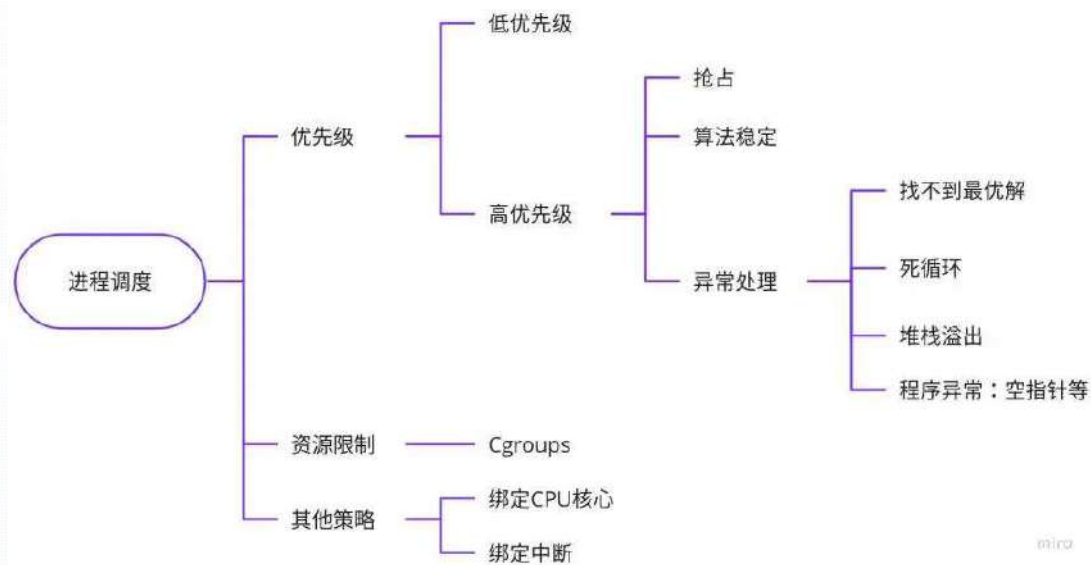 进程调度
优先级
低优先级
高优先级
抢占
算法稳定
异常处理
找不到最优解
死循环
堆栈溢出
程序异常：空指针等
资源限制
Cgroups
其他策略
绑定CPU核心
绑定中断
miro